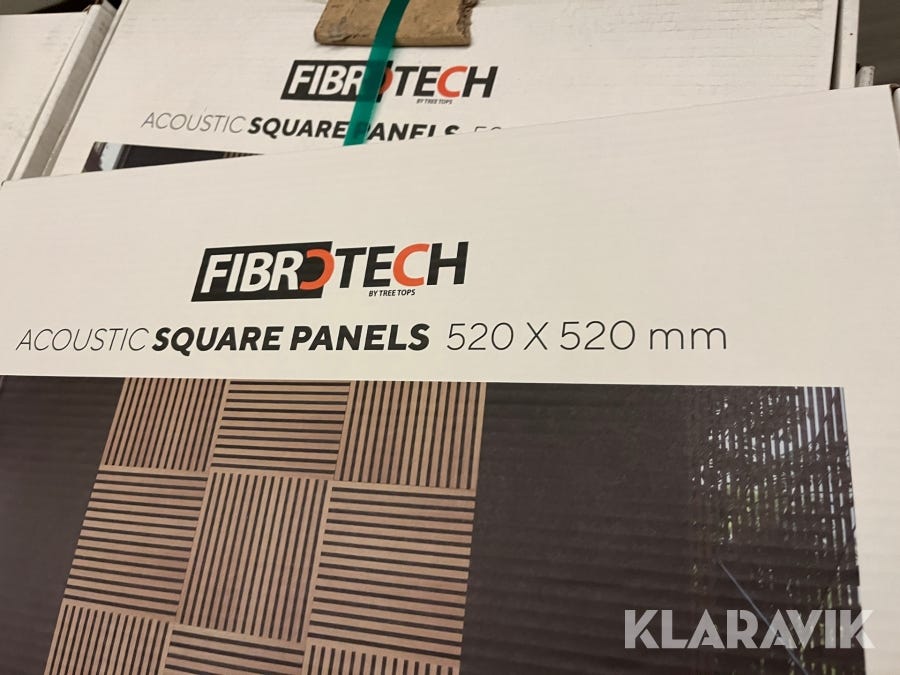 FIBROTECH
BY TREE TOPS
ACOUSTIC SQUARE PANELS
FIBROTECH
BY TREE TOPS
ACOUSTIC SQUARE PANELS 520 X 520 mm
KLARAVIK